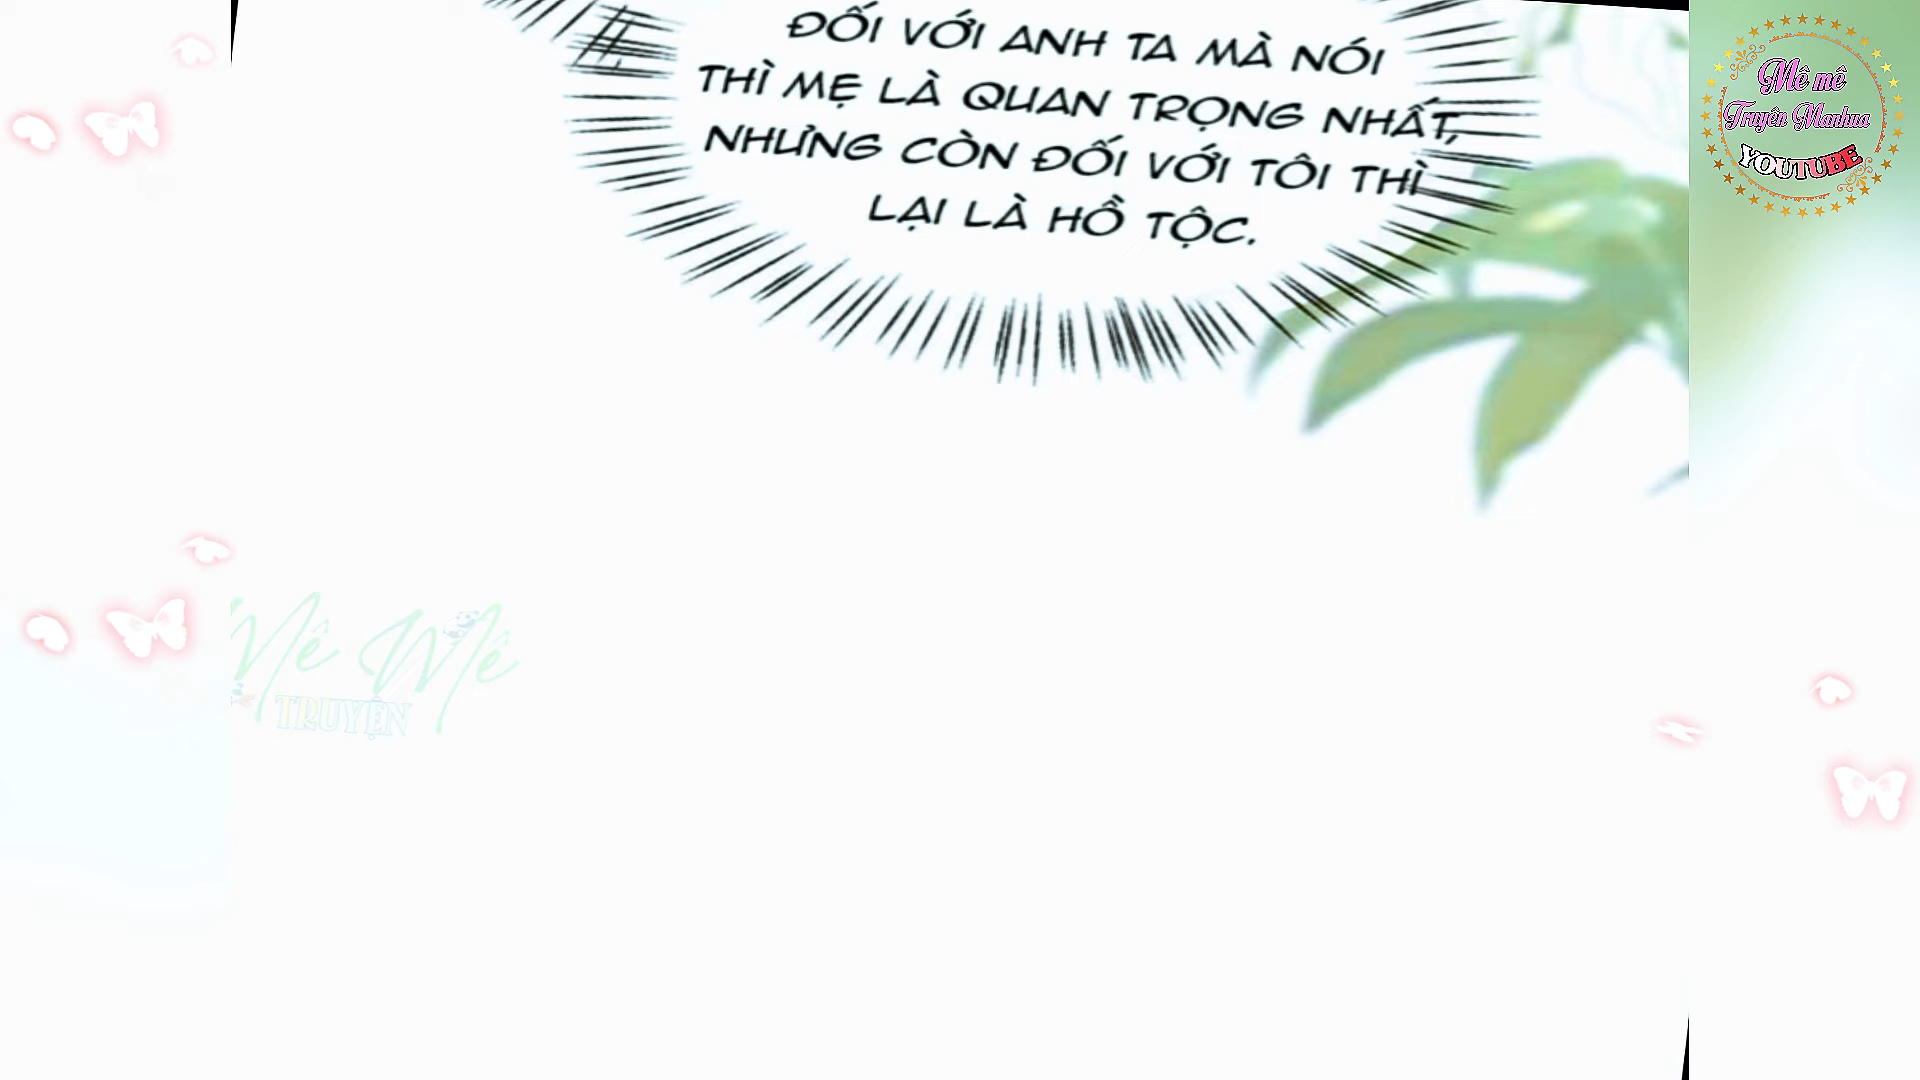 ĐỐI VỚI ANH TA MÀ NÓI
THÌ MẸ LÀ QUAN TRỌNG NHẤT,
NHƯNG CÒN ĐỐI VỚI TÔI THÌ
LẠI LÀ HỒ TỘC.
Mê mê
Truyện Manhua
YOUTUBE
Mê Mê
TRUYỆN